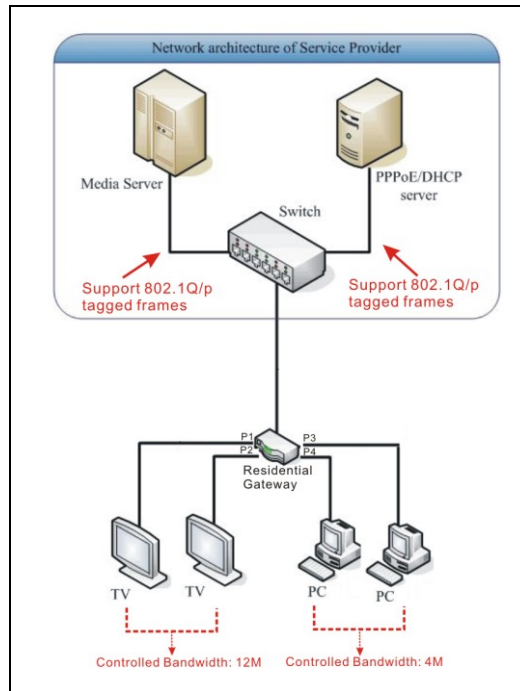 Network architecture of Service Provider
Media Server
PPPoE/DHCP
server
Switch
Support 802.1Q/p
tagged frames
Support 802.1Q/p
tagged frames
P1
P2
P3
P4
Residential
Gateway
TV
TV
PC
PC
Controlled Bandwidth: 12M
Controlled Bandwidth: 4M